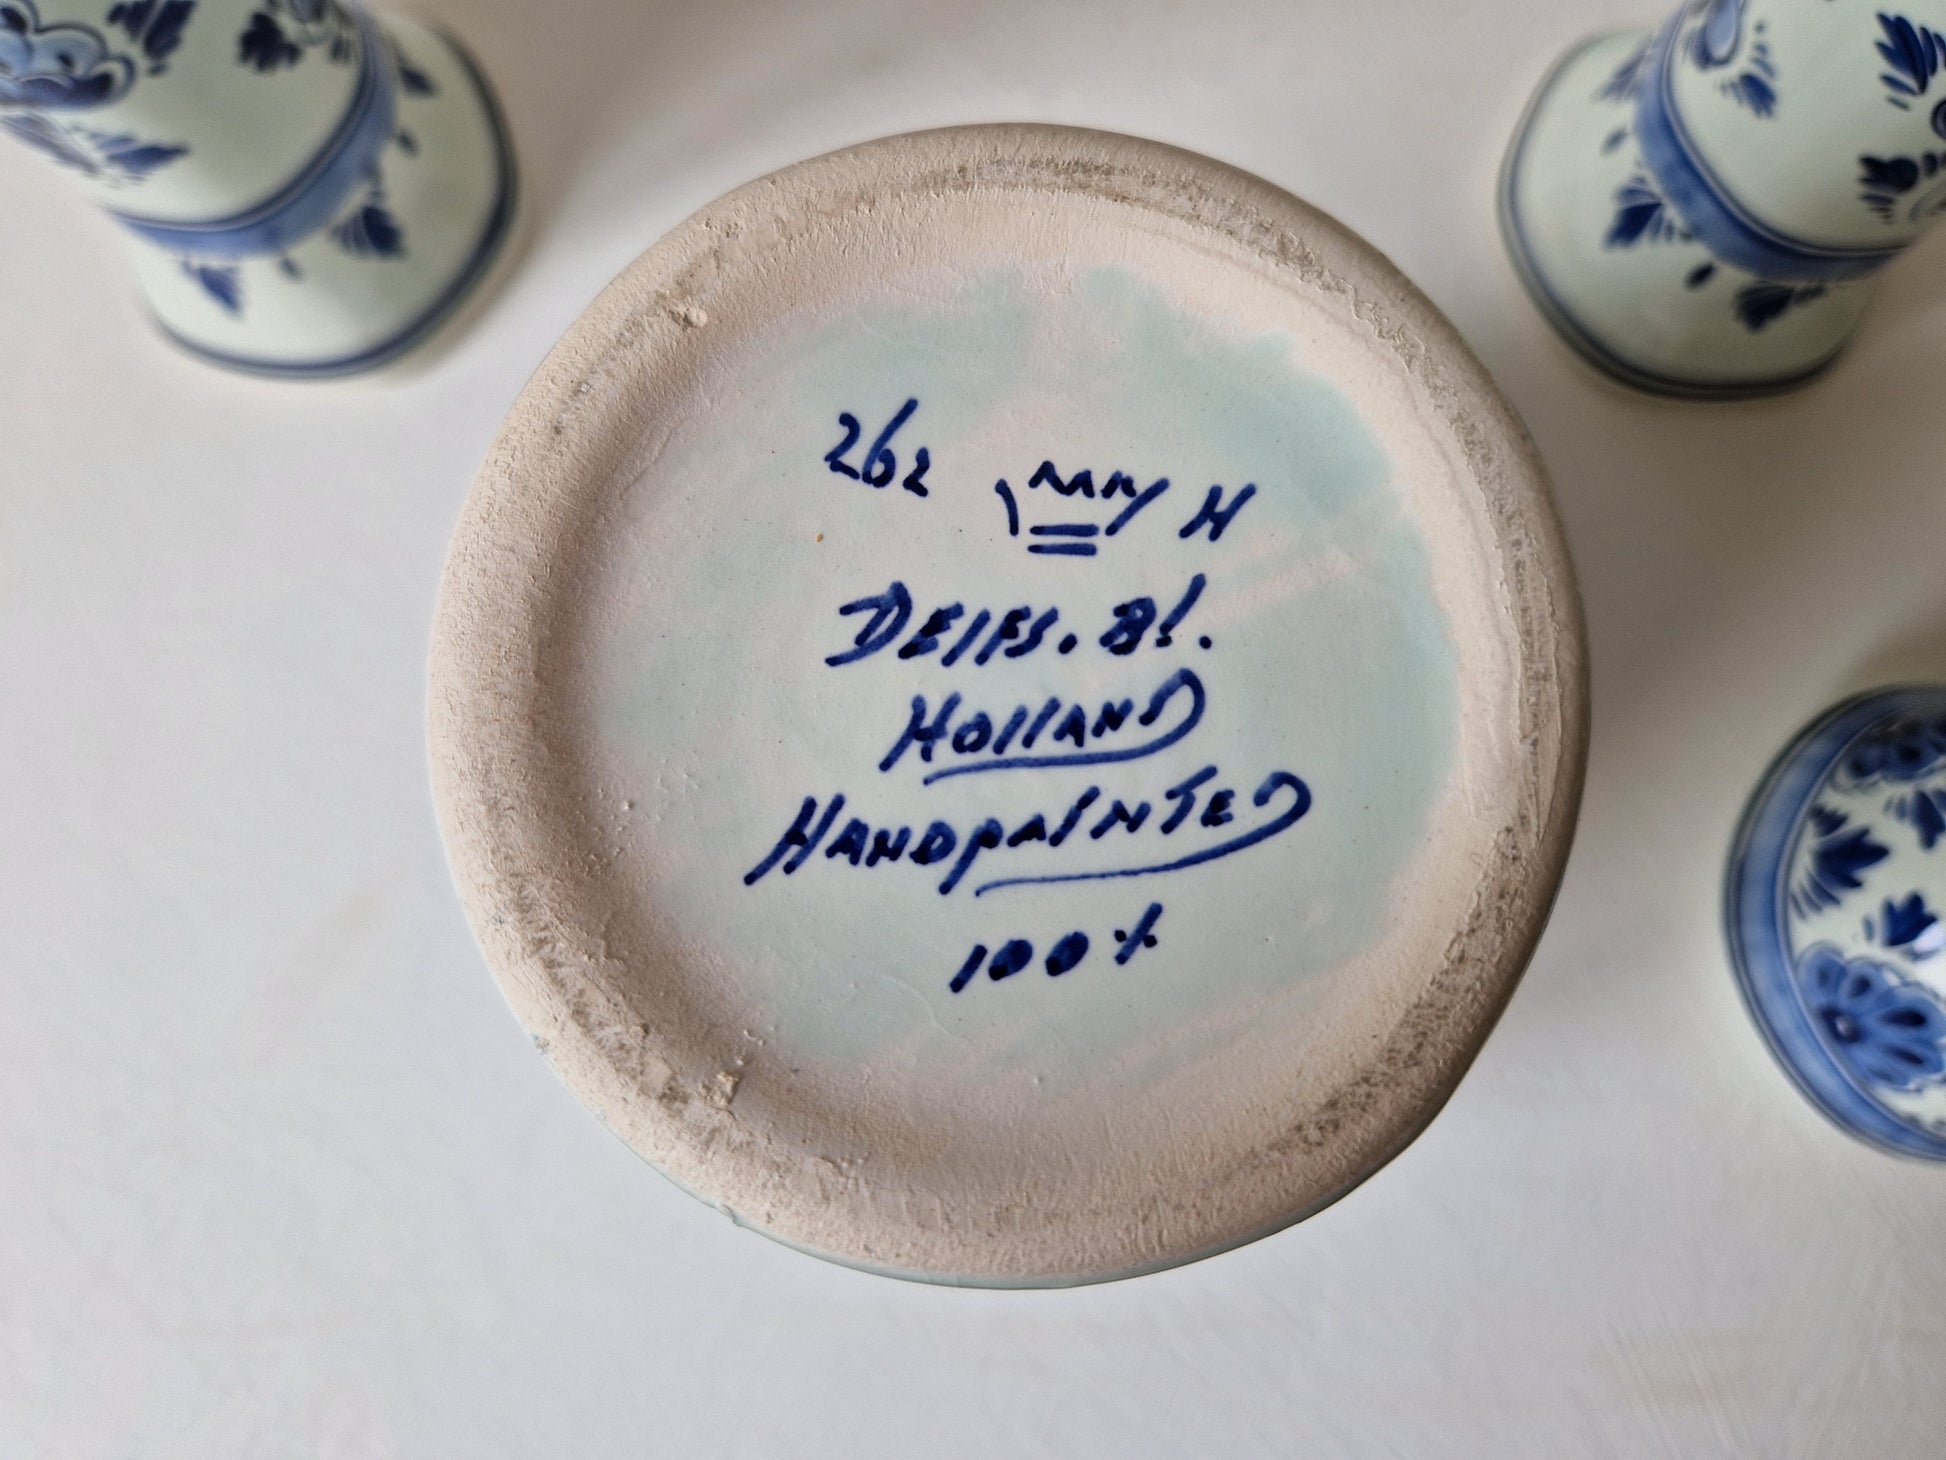 262 H
DElfs. Bl.
HOllAND
HANDPAINTED
100%